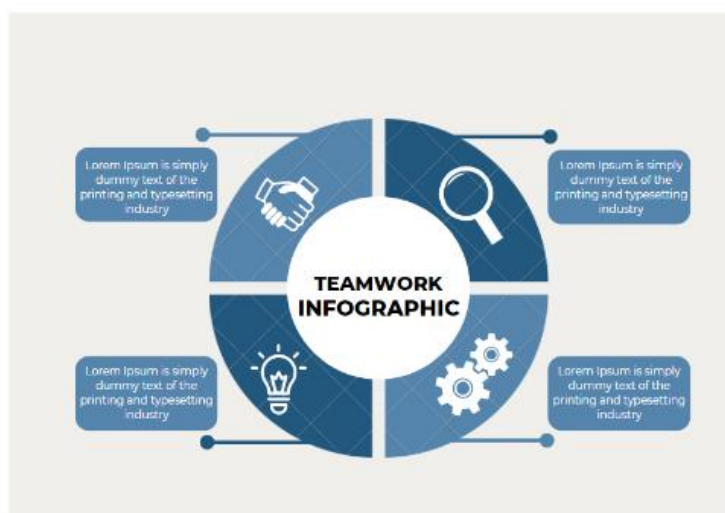 Lorem Ipsum is simply
dummy text of the
printing and typesetting
industry
Lorem Ipsum is simply
dummy text of the
printing and typesetting
industry
TEAMWORK
INFOGRAPHIC
Lorem Ipsum is simply
dummy text of the
printing and typesetting
industry
Lorem Ipsum is simply
dummy text of the
printing and typesetting
industry